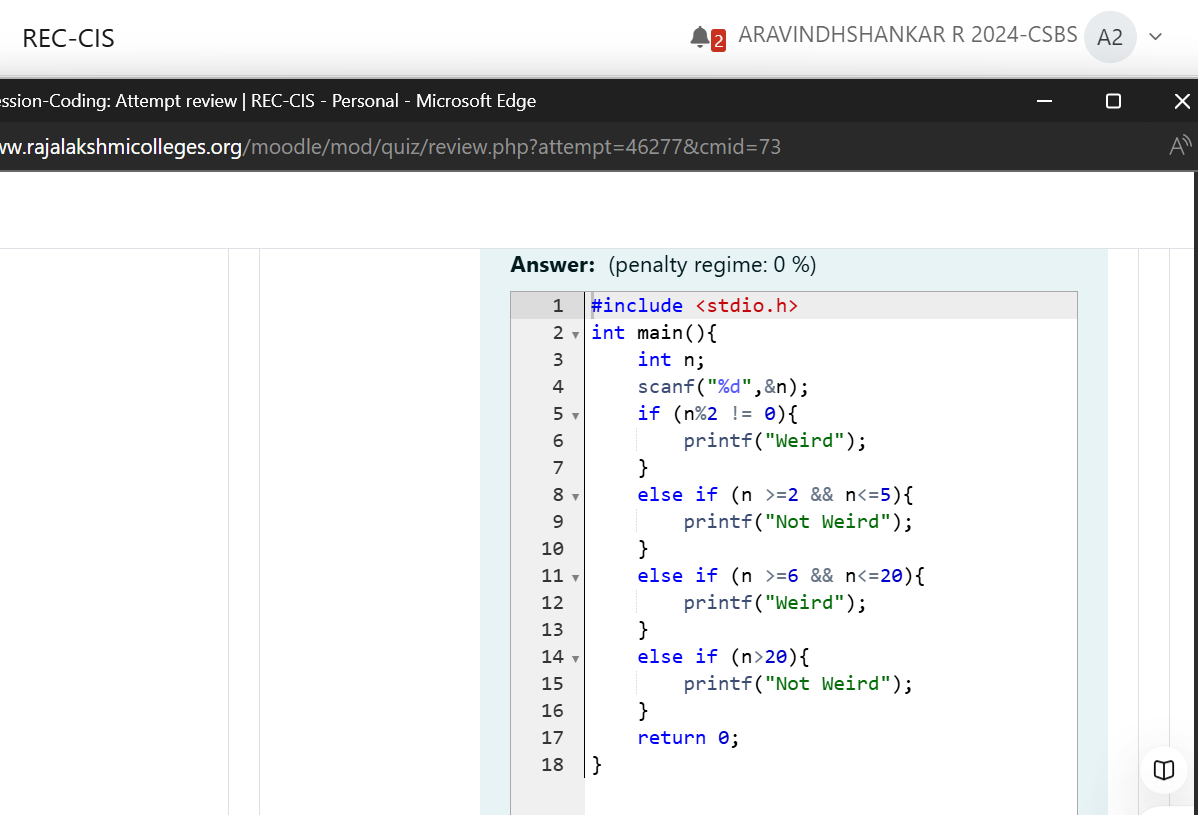 REC-CIS
2 ARAVINDHSHANKAR R 2024-CSBS A2
ssion-Coding: Attempt review | REC-CIS - Personal - Microsoft Edge
ww.rajalakshmicolleges.org/moodle/mod/quiz/review.php?attempt=46277&cmid=73
Answer: (penalty regime: 0 %)
1 #include <stdio.h>
2 int main(){
3     int n;
4     scanf("%d",&n);
5     if (n%2 != 0){
6         printf("Weird");
7     }
8     else if (n >=2 && n<=5){
9         printf("Not Weird");
10     }
11     else if (n >=6 && n<=20){
12         printf("Weird");
13     }
14     else if (n>20){
15         printf("Not Weird");
16     }
17     return 0;
18 }